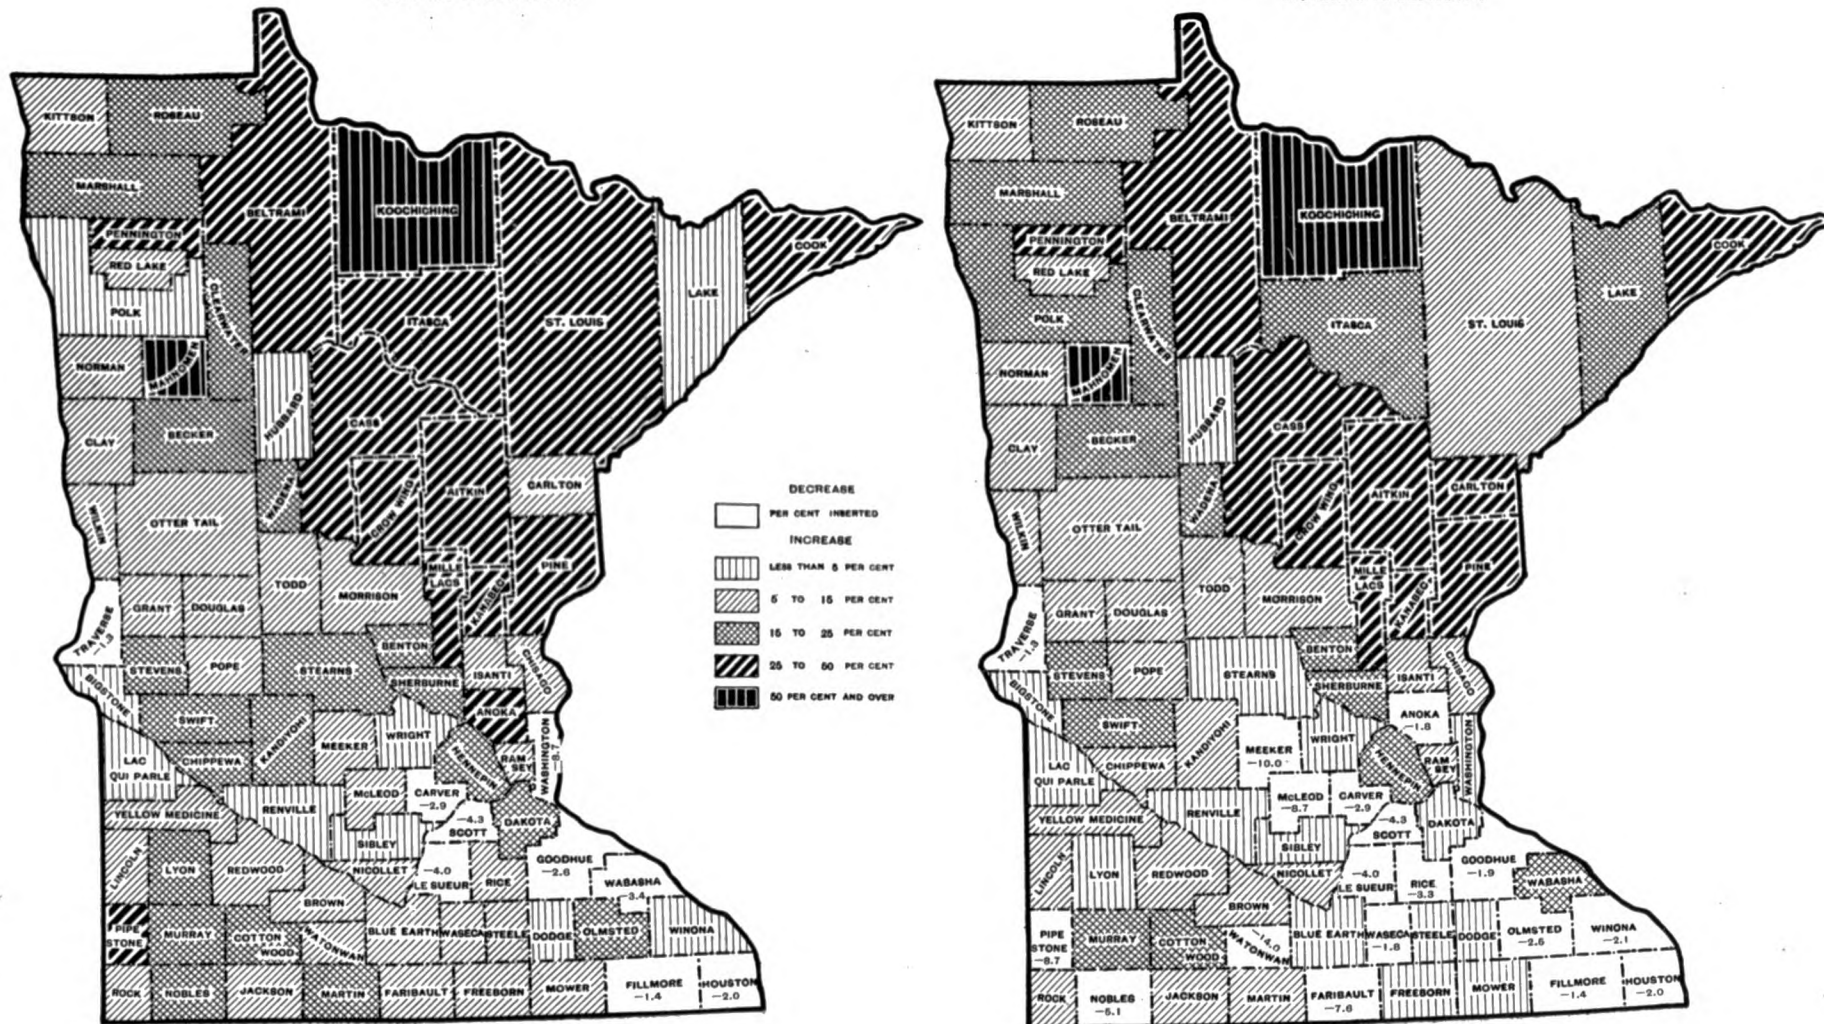 KITTSON
ROSEAU
MARSHALL
BELTRAMI
KOOCHICHING
PENNINGTON
RED LAKE
CLEARWATER
POLK
ITASCA
ST. LOUIS
LAKE
COOK
NORMAN
MAHNOMEN
HUBBARD
CASS
CLAY
BECKER
WADENA
CROW WING
AITKIN
CARLTON
WILKIN
OTTER TAIL
TODD
MORRISON
MILLE
LACS
KANABEC
PINE
GRANT
DOUGLAS
TRAVERSE
-1.3
STEVENS
POPE
STEARNS
BENTON
SHERBURNE
ISANTI
CHISAGO
BIGSTONE
SWIFT
KANDIYOHI
MEEKER
WRIGHT
ANOKA
HENNEPIN
RAM
SEY
WASHINGTON
-8.7
LAC
QUI PARLE
CHIPPEWA
RENVILLE
McLEOD
CARVER
-2.9
-4.3
SCOTT
DAKOTA
YELLOW MEDICINE
SIBLEY
LINCOLN
LYON
REDWOOD
NICOLLET
-4.0
LE SUEUR
RICE
GOODHUE
-2.6
WABASHA
-3.4
BROWN
PIPE
STONE
MURRAY
COTTON
WOOD
WATONWAN
BLUE EARTH
WASECA
STEELE
DODGE
OLMSTED
WINONA
ROCK
NOBLES
JACKSON
MARTIN
FARIBAULT
FREEBORN
MOWER
FILLMORE
-1.4
HOUSTON
-2.0
DECREASE
PER CENT INSERTED
INCREASE
LESS THAN 5 PER CENT
5 TO 15 PER CENT
15 TO 25 PER CENT
25 TO 50 PER CENT
50 PER CENT AND OVER
KITTSON
ROSEAU
MARSHALL
BELTRAMI
KOOCHICHING
PENNINGTON
RED LAKE
CLEARWATER
POLK
ITASCA
ST. LOUIS
LAKE
COOK
NORMAN
MAHNOMEN
HUBBARD
CASS
CLAY
BECKER
WADENA
CROW WING
AITKIN
CARLTON
WILKIN
OTTER TAIL
TODD
MORRISON
MILLE
LACS
KANABEC
PINE
GRANT
DOUGLAS
TRAVERSE
-1.3
STEVENS
POPE
STEARNS
BENTON
SHERBURNE
ISANTI
CHISAGO
BIGSTONE
SWIFT
KANDIYOHI
MEEKER
-10.0
WRIGHT
ANOKA
-1.8
HENNEPIN
RAM
SEY
WASHINGTON
LAC
QUI PARLE
CHIPPEWA
RENVILLE
McLEOD
-8.7
CARVER
-2.9
-4.3
SCOTT
DAKOTA
YELLOW MEDICINE
SIBLEY
LINCOLN
LYON
REDWOOD
NICOLLET
-4.0
LE SUEUR
RICE
-3.3
GOODHUE
-1.9
WABASHA
BROWN
PIPE
STONE
-8.7
MURRAY
COTTON
WOOD
-14.0
WATONWAN
BLUE EARTH
WASECA
-1.8
STEELE
DODGE
OLMSTED
-2.5
WINONA
-2.1
ROCK
NOBLES
-5.1
JACKSON
MARTIN
FARIBAULT
-7.6
FREEBORN
MOWER
FILLMORE
-1.4
HOUSTON
-2.0